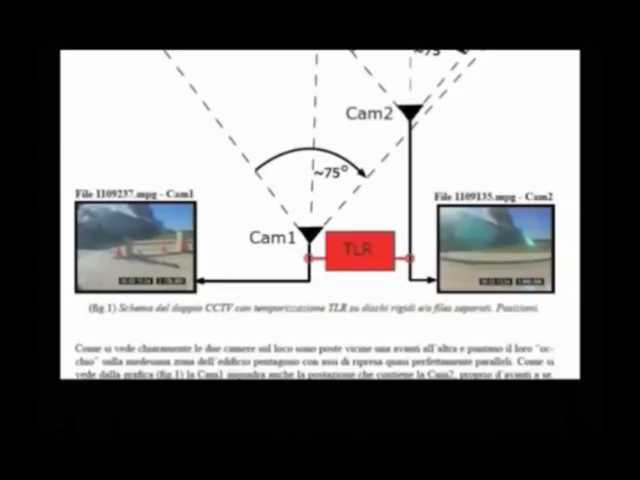 ~75
Cam2
~75°
File 1109237.mpg - Cam1
File 1109135.mpg - Cam2
Cam1
TLR
(fig.1) Schema del doppio CCTV con temporizzazione TLR su dischi rigidi e/o files separati. Posizioni.
Come si vede chiaramente le due camere sul loco sono poste vicine una avanti all'altra e puntano il loro "oc-
chio" sulla medesima zona dell'edificio pentagono con assi di ripresa quasi perfettamente paralleli. Come si
vede dalla grafica (fig.1) la Cam1 inquadra anche la postazione che contiene la Cam2, proprio d'avanti a se.